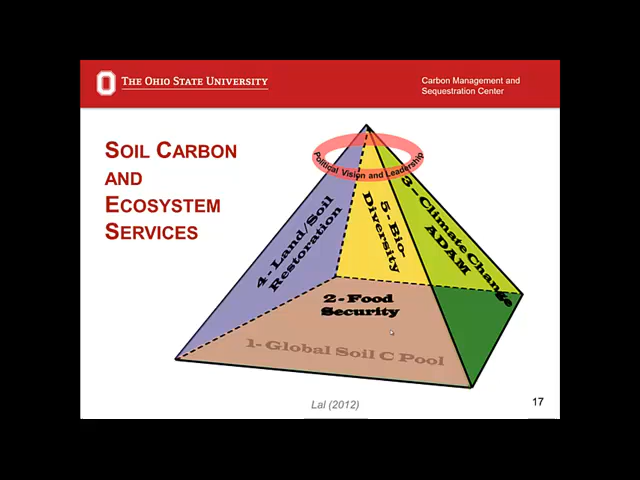 THE OHIO STATE UNIVERSITY
Carbon Management and
Sequestration Center
SOIL CARBON
AND
ECOSYSTEM
SERVICES
Political Vision and Leadership
3-Climate Change
ADAM
5-Bio-
Diversity
4-Land/Soil
Restoration
2-Food
Security
1-Global Soil C Pool
Lal (2012)
17